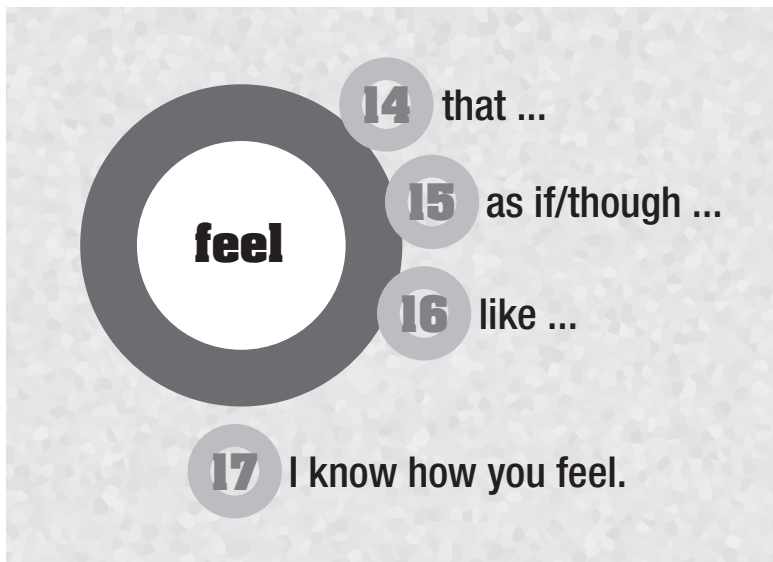 14 that ...
15 as if/though ...
feel
16 like ...
17 I know how you feel.